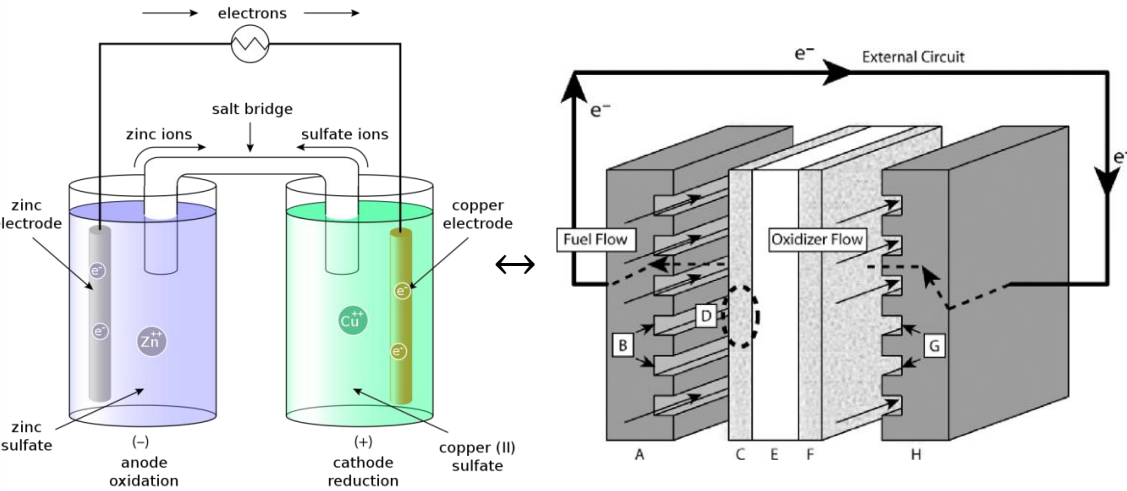 electrons
salt bridge
zinc ions
sulfate ions
zinc
electrode
copper
electrode
e⁻
e⁻
Zn⁺⁺
Cu⁺⁺
e⁻
e⁻
zinc
sulfate
(–)
anode
oxidation
(+)
cathode
reduction
copper (II)
sulfate
e⁻
External Circuit
e⁻
e⁻
Fuel Flow
Oxidizer Flow
B
D
G
A
C
E
F
H